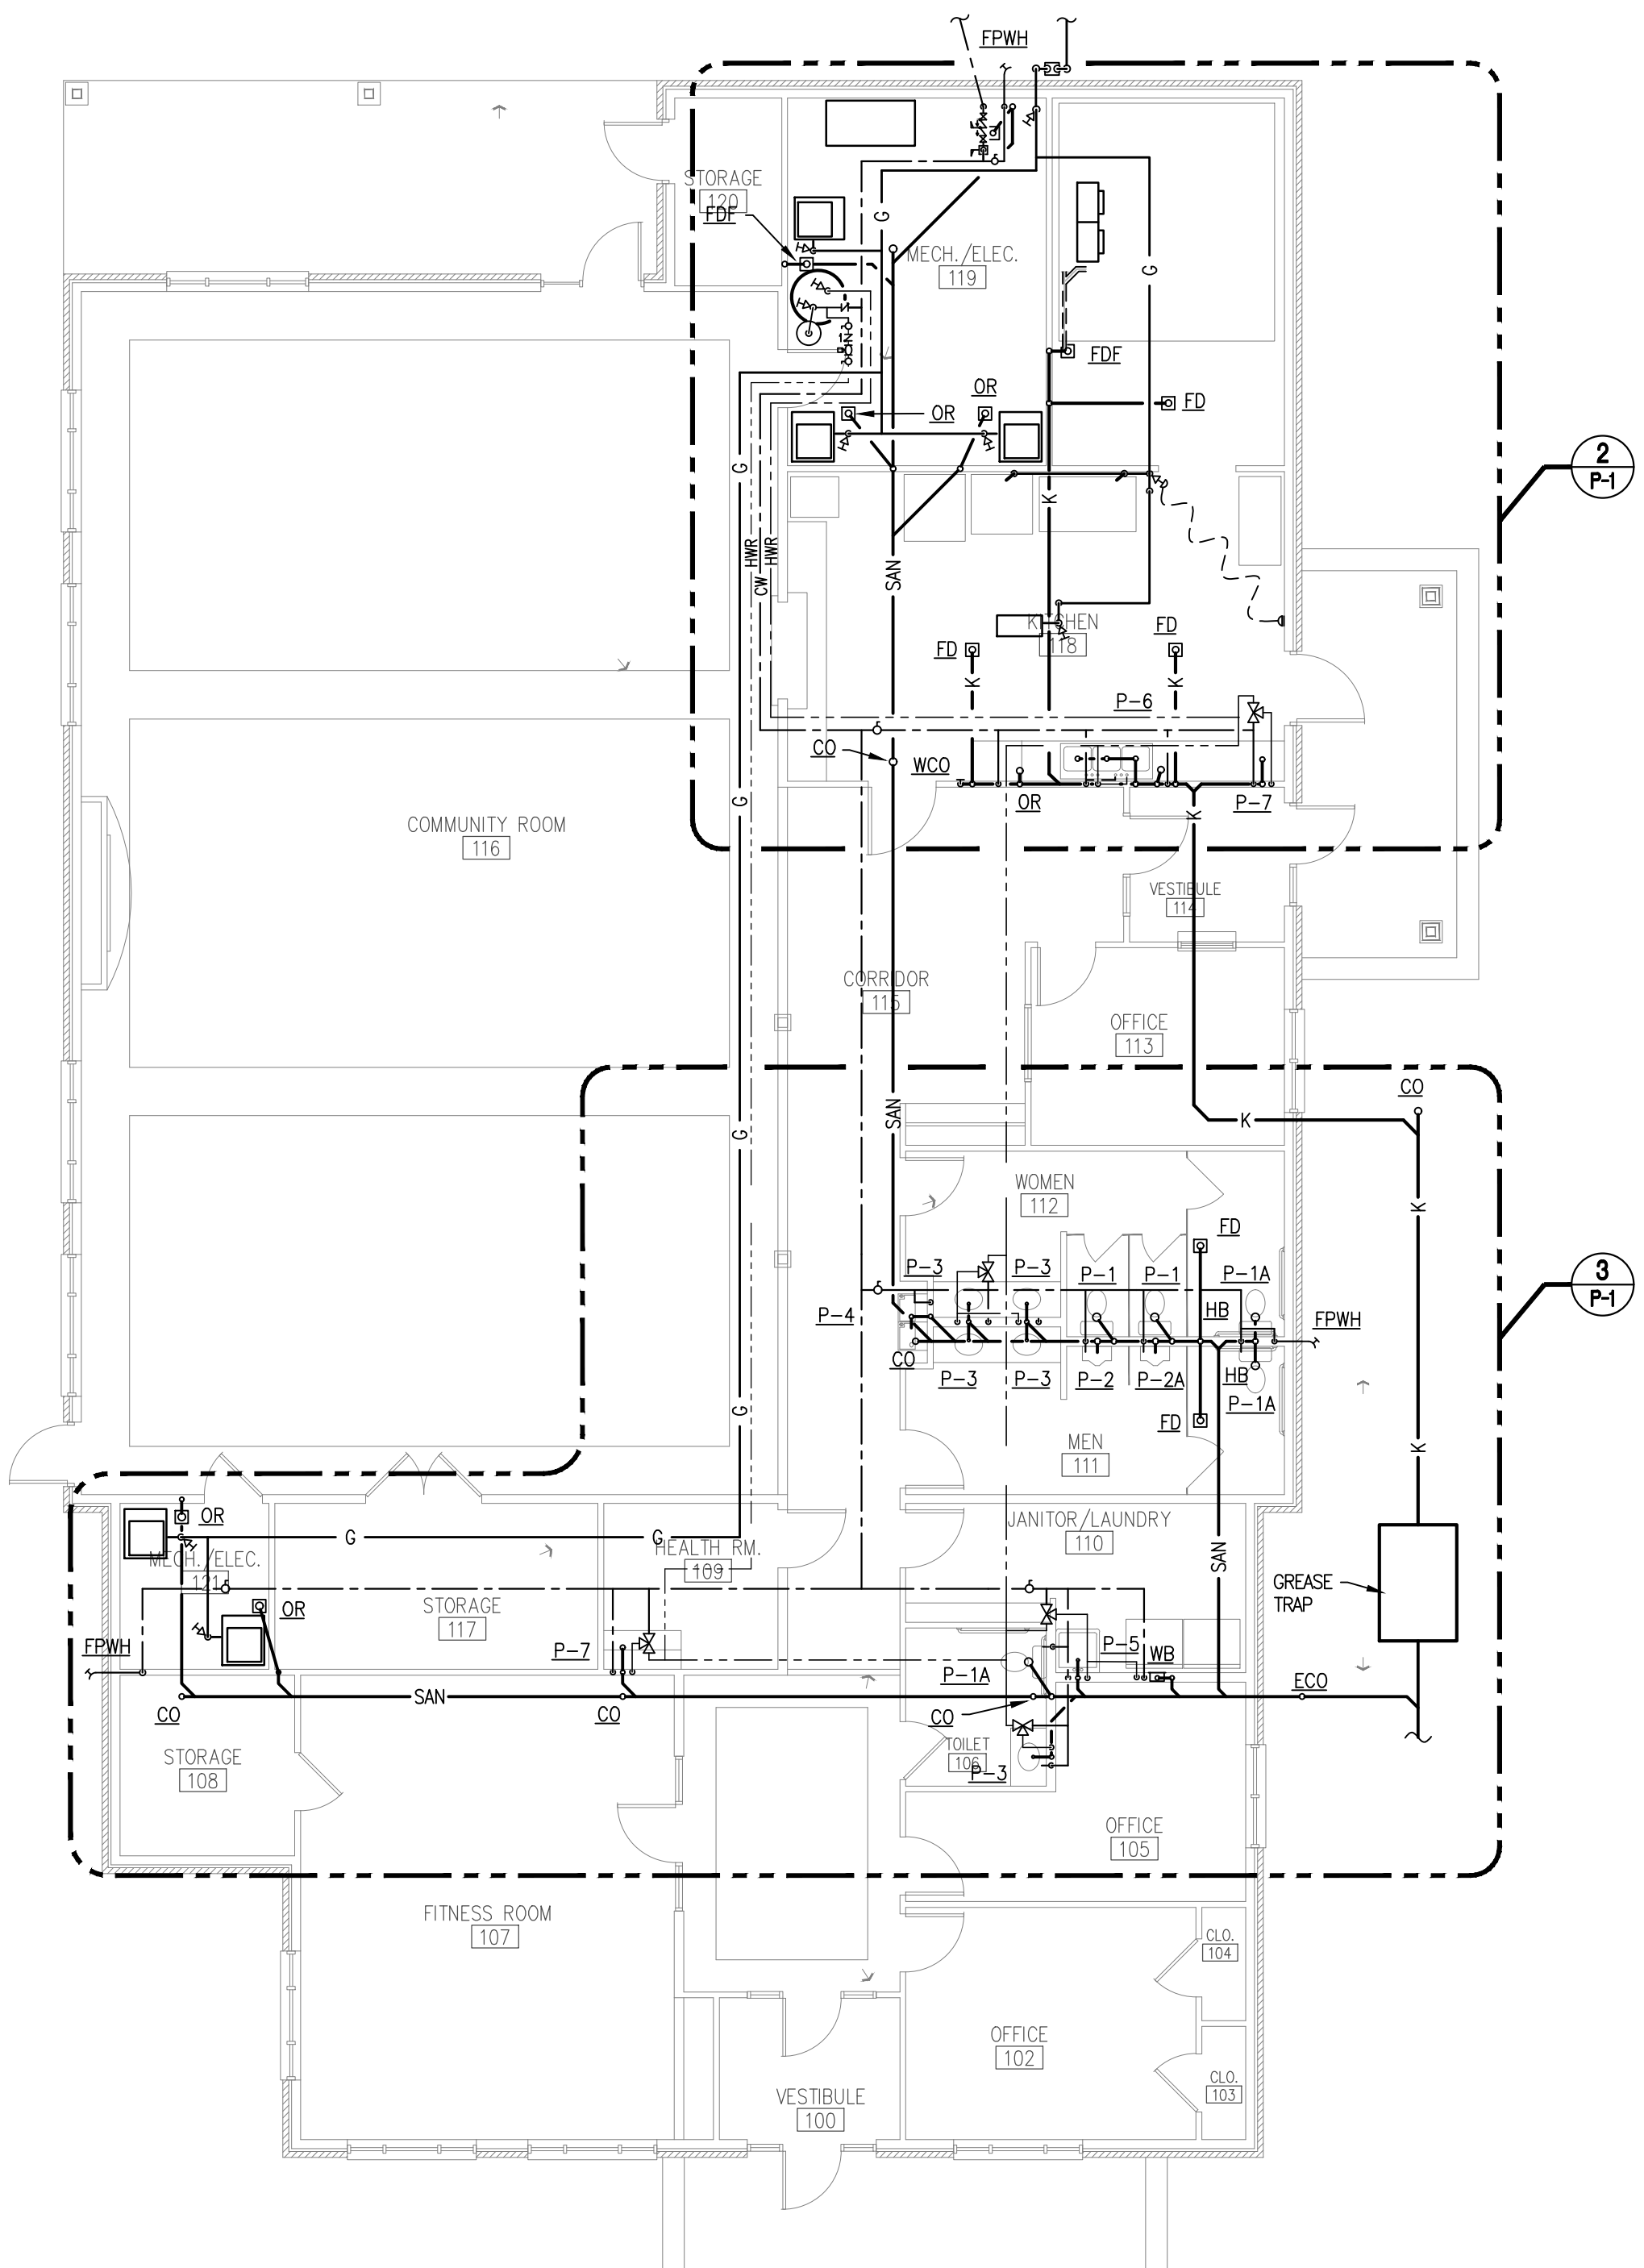 FPWH
STORAGE
120
FDF
G
MECH./ELEC.
119
G
FDF
OR
OR
FD
2
P-1
G
K
HWR
CW
HWR
SAN
KITCHEN
118
FD
FD
K
K
P-6
CO
WCO
OR
P-7
G
K
COMMUNITY ROOM
116
VESTIBULE
114
CORRIDOR
115
OFFICE
113
CO
SAN
K
G
WOMEN
112
K
FD
P-3
P-3
P-1
P-1
P-1A
3
P-1
P-4
HB
FPWH
CO
P-3
P-3
P-2
P-2A
HB
P-1A
G
FD
MEN
111
K
OR
JANITOR/LAUNDRY
110
G
G
MECH./ELEC.
121
HEALTH RM.
109
SAN
GREASE
TRAP
OR
STORAGE
117
FPWH
P-7
P-5
WB
P-1A
ECO
SAN
CO
CO
CO
STORAGE
108
TOILET
106
P-3
OFFICE
105
FITNESS ROOM
107
CLO.
104
OFFICE
102
CLO.
103
VESTIBULE
100